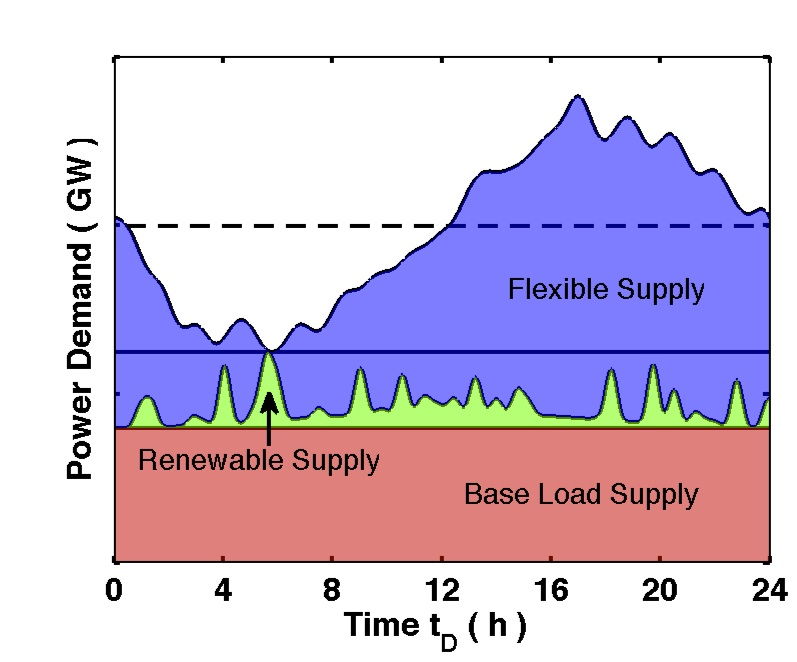 Power Demand ( GW )
Flexible Supply
Renewable Supply
Base Load Supply
0 4 8 12 16 20 24
Time t_D ( h )